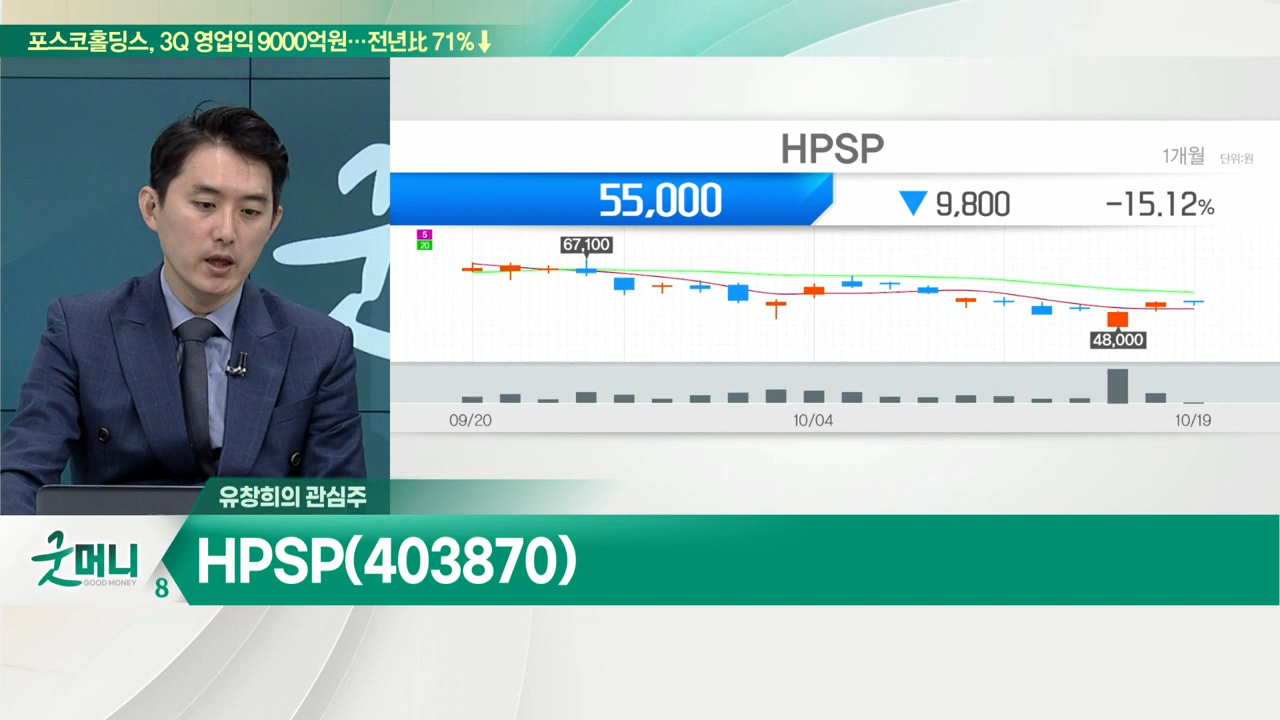 포스코홀딩스, 3Q 영업익 9000억원…전년比 71%⬇
HPSP
1개월 단위:원
55,000 ▼ 9,800 -15.12%
5
20
67,100
48,000
09/20 10/04 10/19
유창희의 관심주
굿머니
GOOD MONEY
8
HPSP(403870)